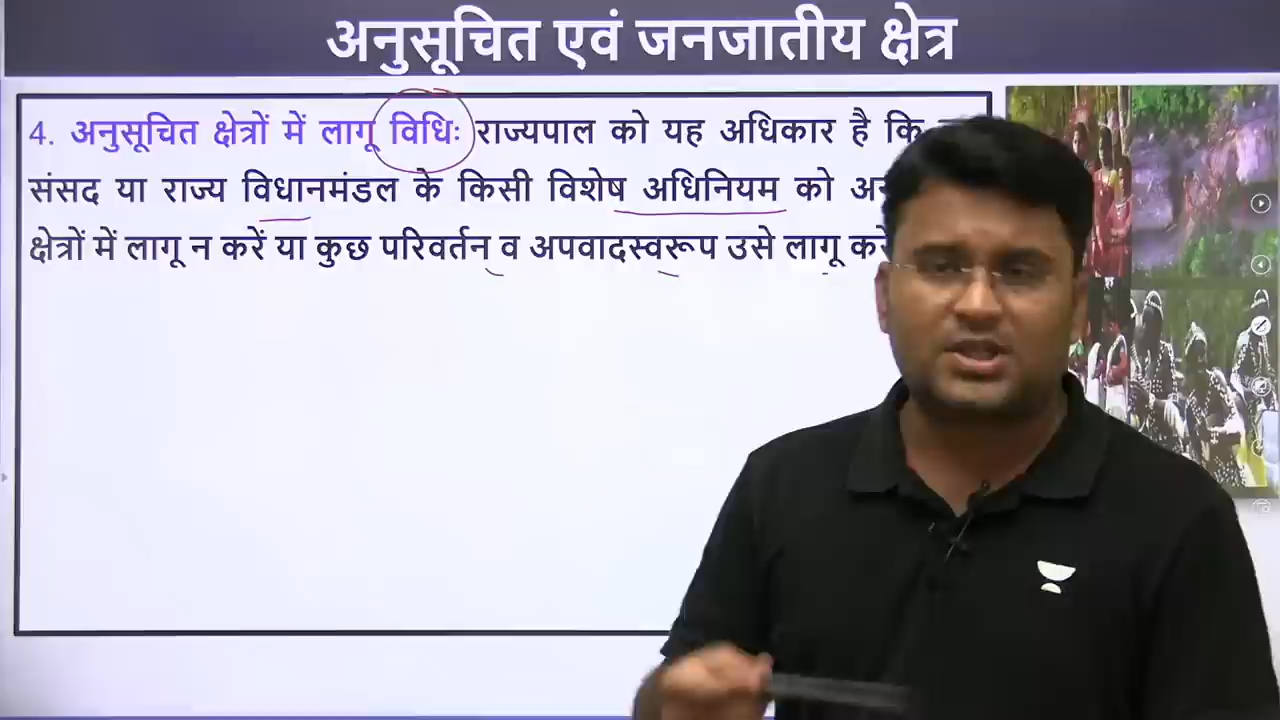 अनुसूचित एवं जनजातीय क्षेत्र
4. अनुसूचित क्षेत्रों में लागू विधिः राज्यपाल को यह अधिकार है कि
संसद या राज्य विधानमंडल के किसी विशेष अधिनियम को
क्षेत्रों में लागू न करें या कुछ परिवर्तन व अपवादस्वरूप उसे लागू करें